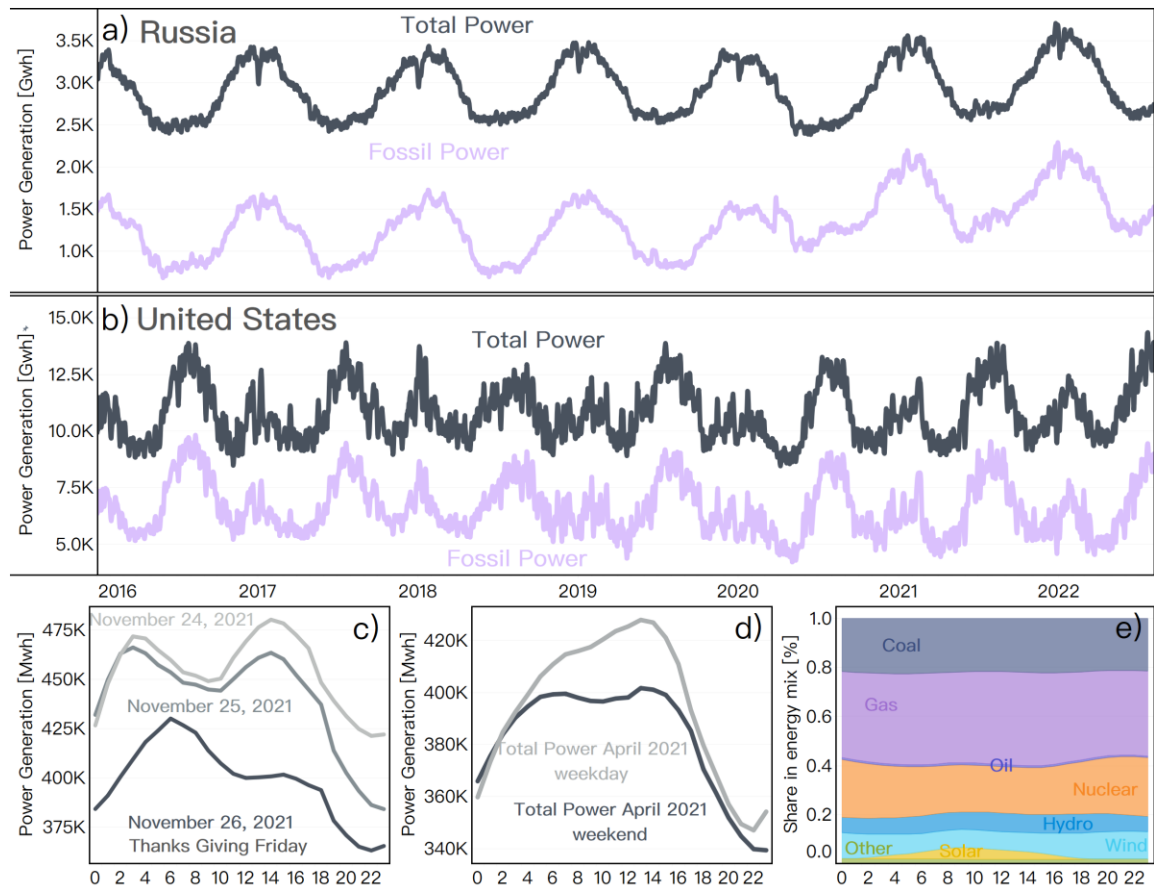 a) Russia
Total Power
Fossil Power
Power Generation [Gwh]
3.5K
3.0K
2.5K
2.0K
1.5K
1.0K
b) United States
Total Power
Fossil Power
Power Generation [Gwh]
15.0K
12.5K
10.0K
7.5K
5.0K
2016 2017 2018 2019 2020 2021 2022
c)
November 24, 2021
November 25, 2021
November 26, 2021
Thanks Giving Friday
Power Generation [Mwh]
475K
450K
425K
400K
375K
0 2 4 6 8 10 12 14 16 18 20 22
d)
Total Power April 2021
weekday
Total Power April 2021
weekend
Power Generation [Mwh]
420K
400K
380K
360K
340K
0 2 4 6 8 10 12 14 16 18 20 22
e)
Coal
Gas
Oil
Nuclear
Hydro
Wind
Other
Solar
Share in energy mix [%]
1.0
0.8
0.6
0.4
0.2
0.0
0 2 4 6 8 10 12 14 16 18 20 22